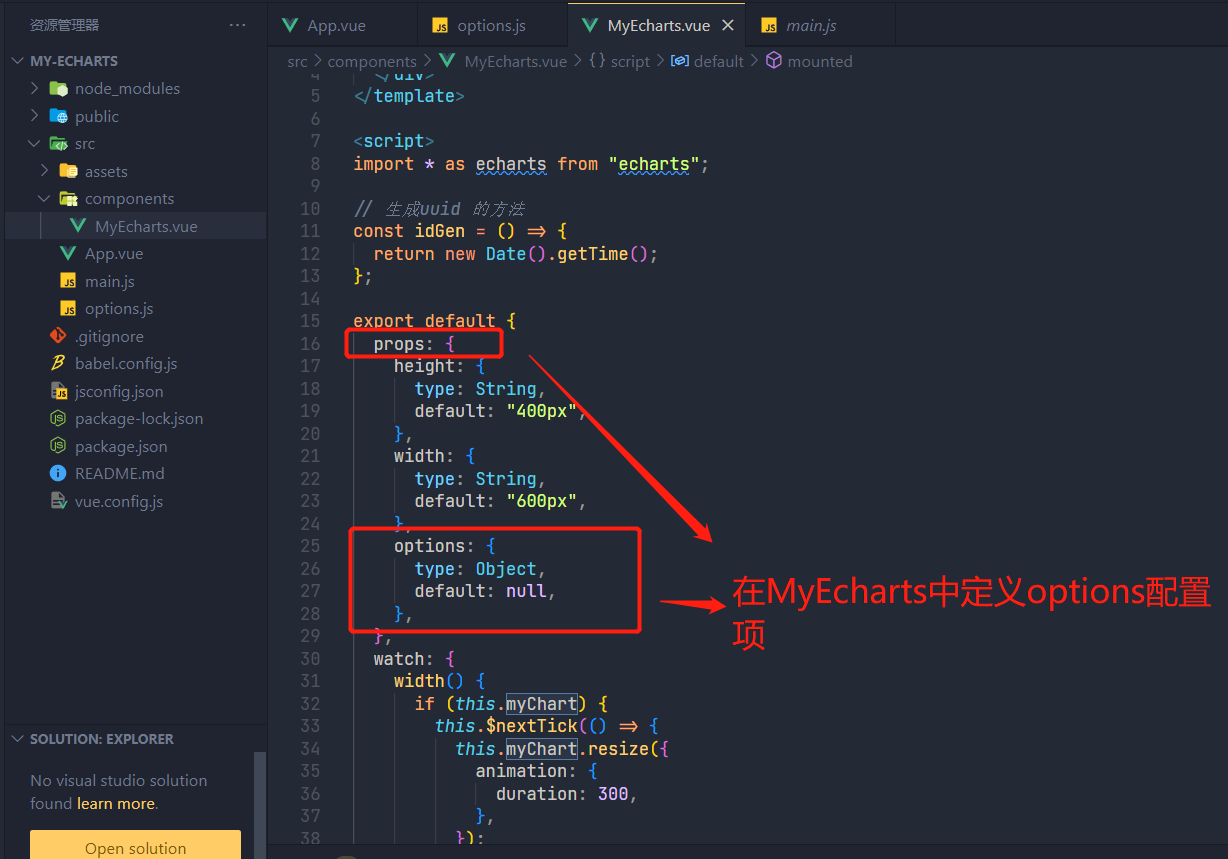 资源管理器 ···
MY-ECHARTS
node_modules
public
src
assets
components
MyEcharts.vue
App.vue
main.js
options.js
.gitignore
babel.config.js
jsconfig.json
package-lock.json
package.json
README.md
vue.config.js
SOLUTION: EXPLORER
No visual studio solution
found learn more.
Open solution
App.vue
JS options.js
MyEcharts.vue ×
JS main.js
src > components > MyEcharts.vue > {} script > default > mounted
4 </div>
5 </template>
6
7 <script>
8 import * as echarts from "echarts";
9
10 // 生成uuid 的方法
11 const idGen = () => {
12 return new Date().getTime();
13 };
14
15 export default {
16 props: {
17 height: {
18 type: String,
19 default: "400px",
20 },
21 width: {
22 type: String,
23 default: "600px",
24 },
25 options: {
26 type: Object,
27 default: null,
28 },
29 },
30 watch: {
31 width() {
32 if (this.myChart) {
33 this.$nextTick(() => {
34 this.myChart.resize({
35 animation: {
36 duration: 300,
37 },
38 });
在MyEcharts中定义options配置
项